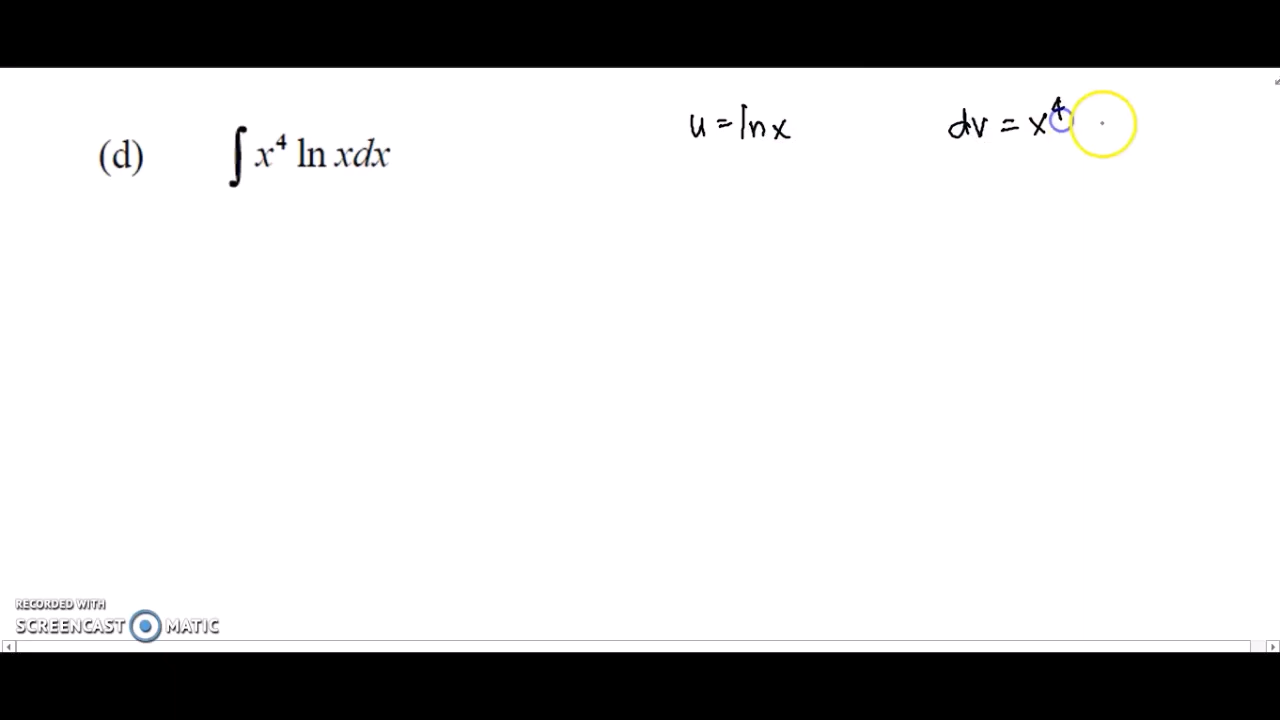 (d) ∫ x⁴ ln xdx u = ln x dv = x⁴
RECORDED WITH
SCREENCAST MATIC